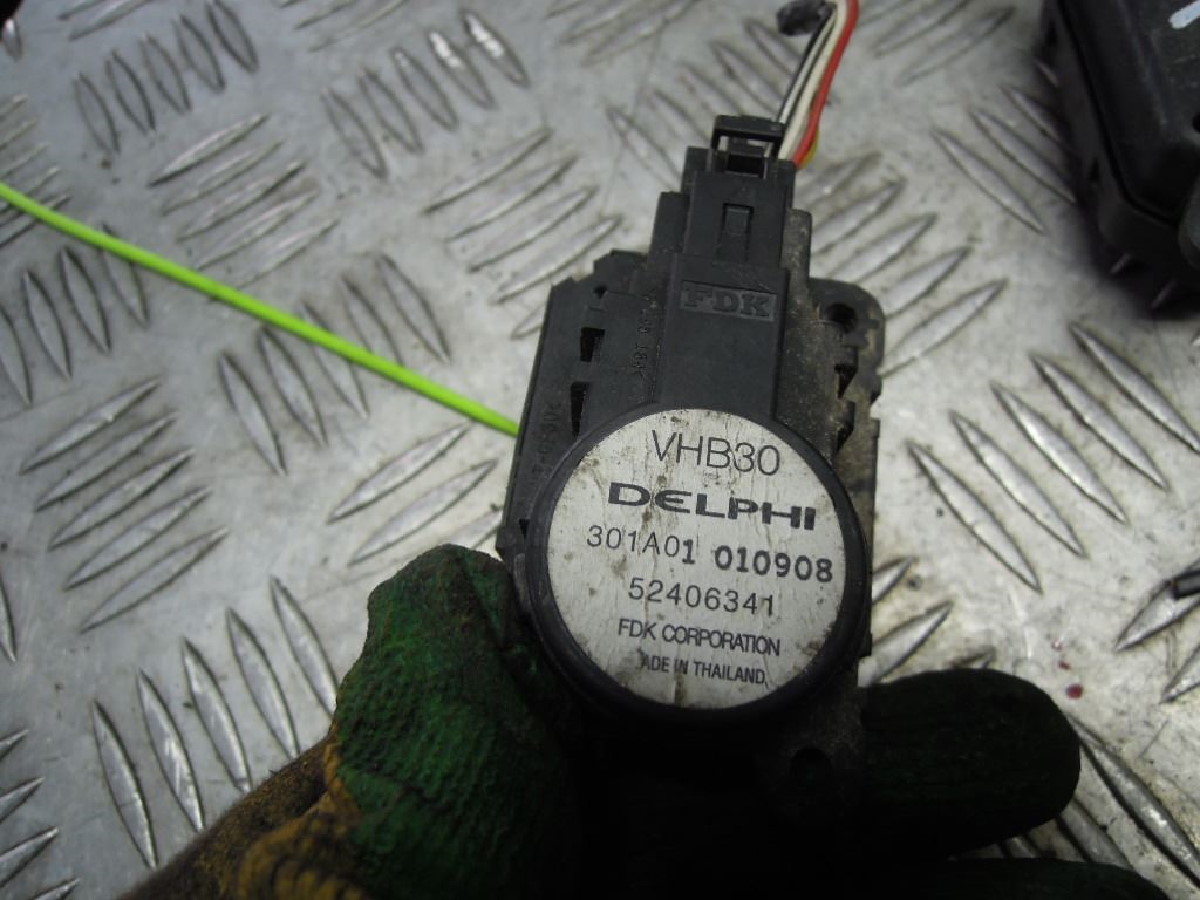 FDK
VHB30
DELPHI
301A01 010908
52406341
FDK CORPORATION
ADE IN THAILAND.